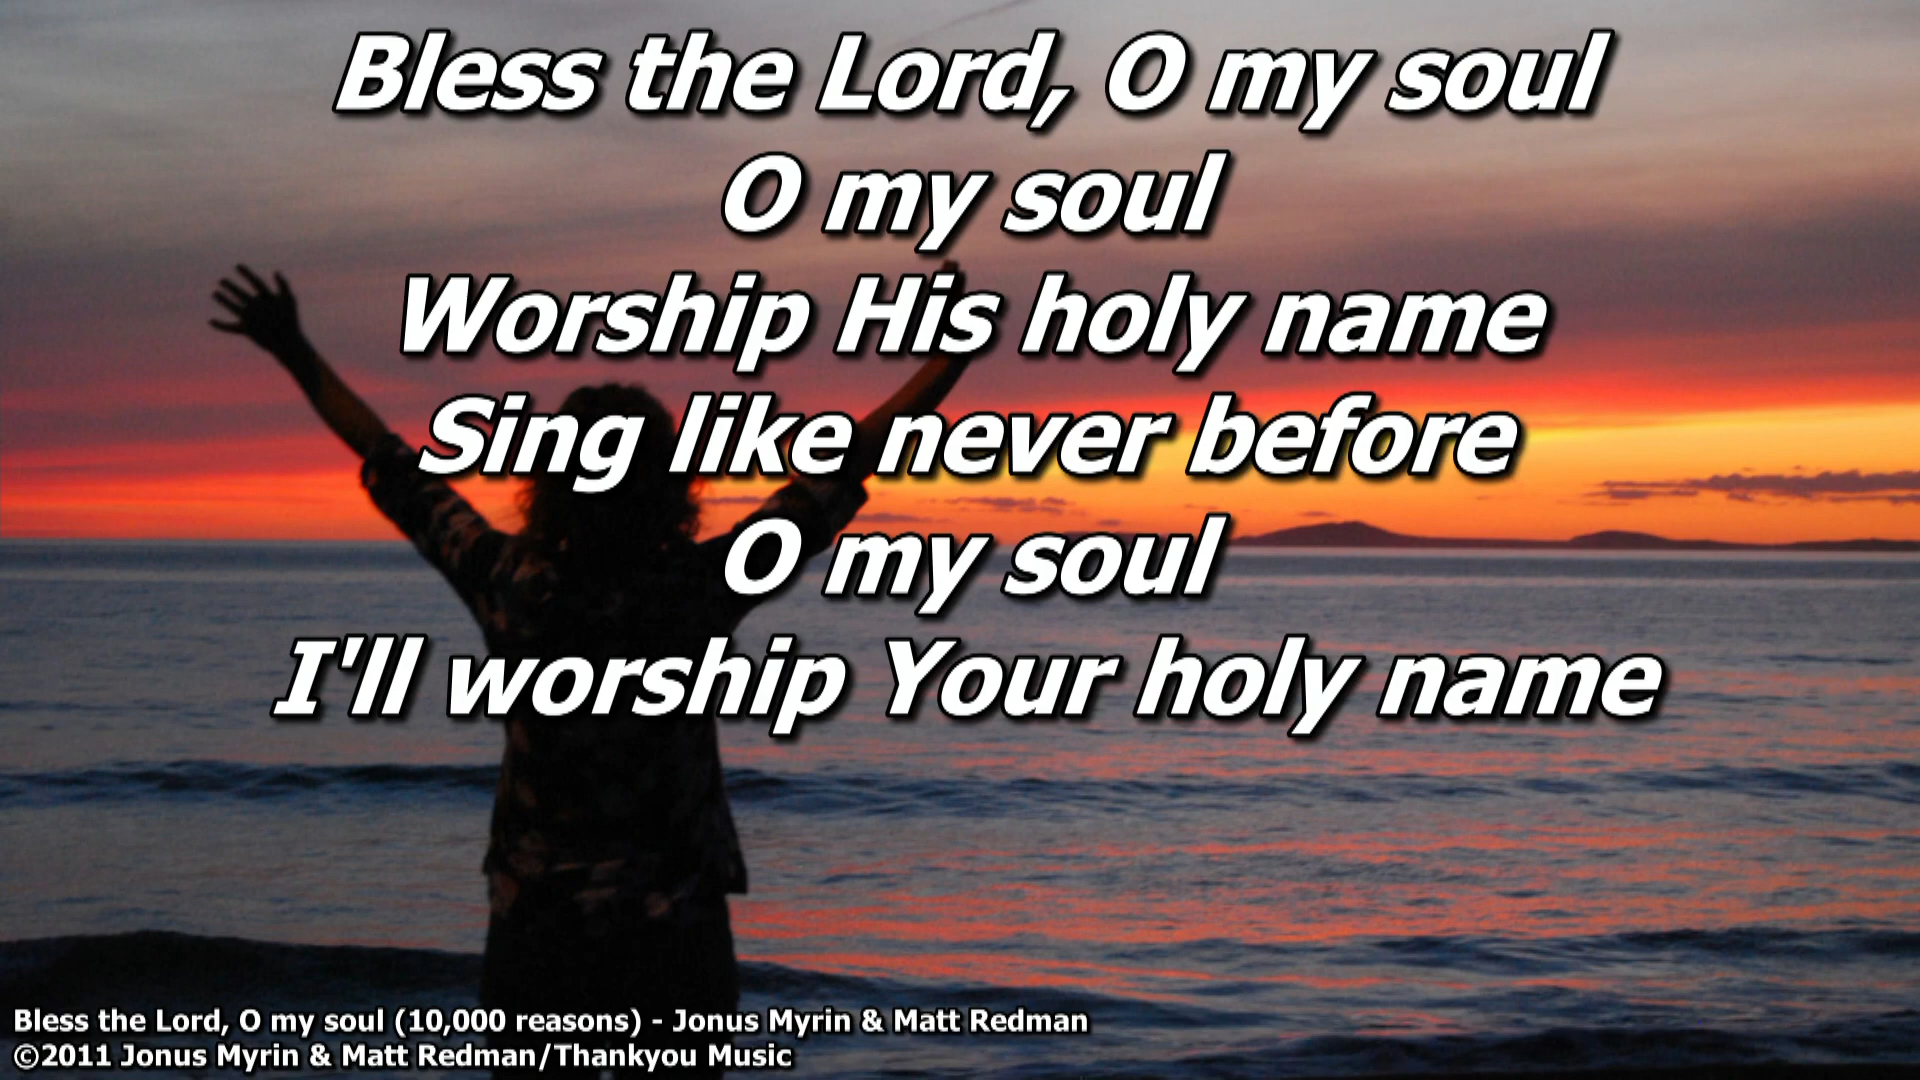 Bless the Lord, O my soul
O my soul
Worship His holy name
Sing like never before
O my soul
I'll worship Your holy name
Bless the Lord, O my soul (10,000 reasons) - Jonus Myrin & Matt Redman
©2011 Jonus Myrin & Matt Redman/Thankyou Music